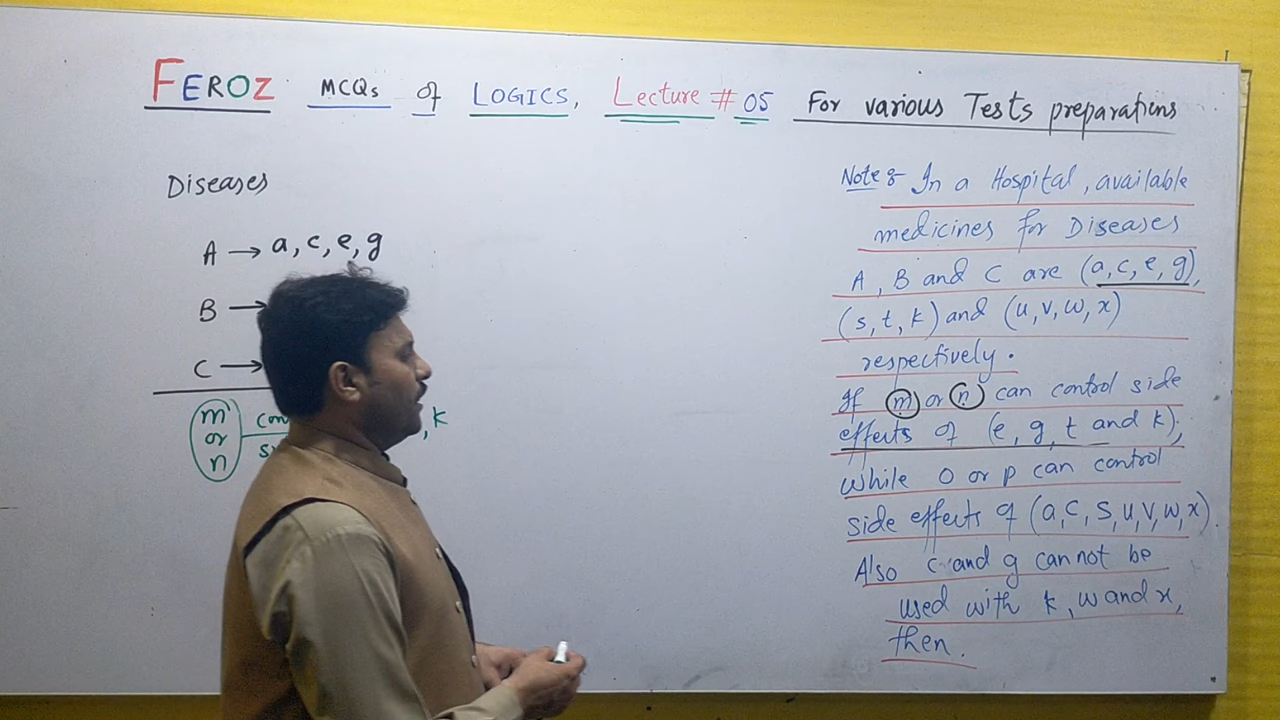 FEROZ MCQs of LOGICS, Lecture # 05 For various Tests preparations
Diseases
A → a, c, e, g
B →
C →
m or n
, k
Note:- In a Hospital, available
medicines for Diseases
A, B and C are (a, c, e, g),
(s, t, k) and (u, v, w, x)
respectively.
If m or n can control side
effects of (e, g, t and k);
while O or p can control
side effects of (a, c, s, u, v, w, x).
Also c and g cannot be
used with k, w and x,
then.